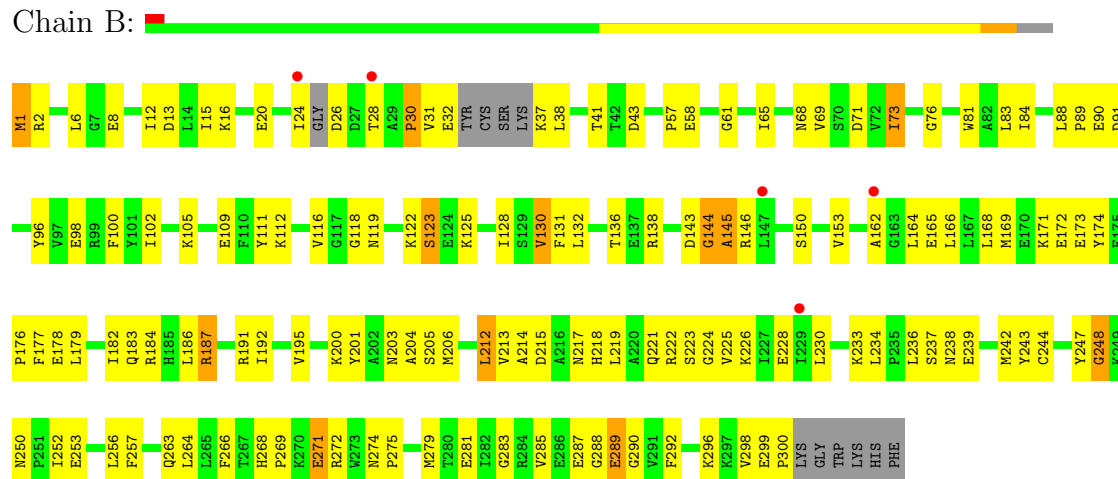 Chain B:
M1 R2 L6 G7 E8 I12 D13 L14 I15 K16 E20 I24 GLY D26 D27 T28 A29 P30 V31 E32 TYR CYS SER LYS K37 L38 T41 T42 D43 P57 E58 G61 I65 N68 V69 S70 D71 V72 I73 G76 W81 A82 L83 I84 L88 P89 E90 D91
Y96 V97 E98 R99 F100 Y101 I102 K105 E109 F110 Y111 K112 V116 G117 G118 N119 K122 S123 E124 K125 I128 S129 V130 F131 L132 T136 E137 R138 D143 G144 A145 R146 L147 S150 V153 A162 G163 L164 E165 L166 L167 L168 M169 E170 K171 E172 E173 Y174
P176 F177 E178 L179 I182 Q183 R184 H185 L186 R187 R191 I192 V195 K200 Y201 A202 N203 A204 S205 M206 L212 V213 A214 D215 A216 N217 H218 L219 A220 Q221 R222 S223 G224 V225 K226 I227 E228 I229 L230 K233 L234 P235 L236 S237 N238 E239 M242 Y243 C244 Y247 G248 K249
N250 P251 I252 E253 L256 F257 Q263 L264 L265 F266 T267 H268 P269 K270 E271 R272 W273 N274 P275 M279 T280 E281 I282 G283 R284 V285 E286 E287 G288 E289 G290 V291 F292 K296 K297 V298 E299 P300 LYS GLY TRP LYS HIS PHE